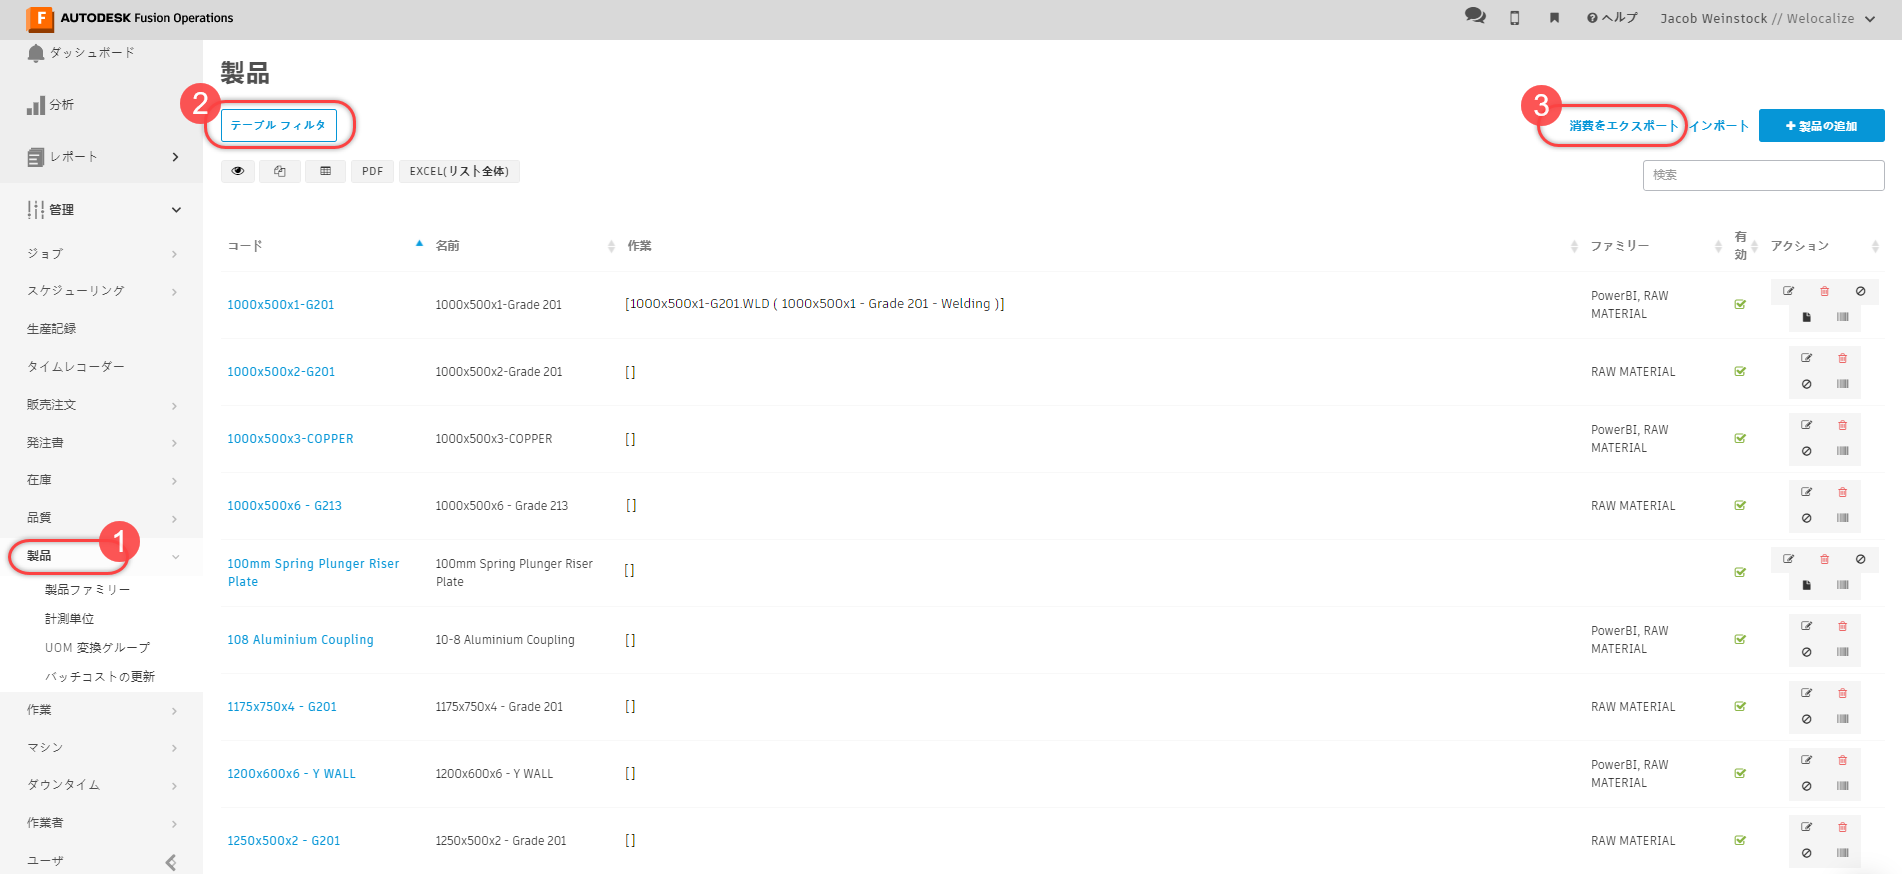 AUTODESK Fusion Operations
ヘルプ
Jacob Weinstock // Welocalize
ダッシュボード
分析
レポート
管理
ジョブ
スケジューリング
生産記録
タイムレコーダー
販売注文
発注書
在庫
品質
製品
1
製品ファミリー
計測単位
UOM 変換グループ
バッチコストの更新
作業
マシン
ダウンタイム
作業者
ユーザ
製品
2
テーブル フィルタ
3
消費をエクスポート
インポート
+ 製品の追加
PDF
EXCEL(リスト全体)
検索
コード 名前 作業 ファミリー 有効 アクション
1000x500x1-G201 1000x500x1-Grade 201 [1000x500x1-G201.WLD ( 1000x500x1 - Grade 201 - Welding )] PowerBI, RAW MATERIAL
1000x500x2-G201 1000x500x2-Grade 201 [] RAW MATERIAL
1000x500x3-COPPER 1000x500x3-COPPER [] PowerBI, RAW MATERIAL
1000x500x6 - G213 1000x500x6 - Grade 213 [] RAW MATERIAL
100mm Spring Plunger Riser Plate 100mm Spring Plunger Riser Plate []
108 Aluminium Coupling 10-8 Aluminium Coupling [] PowerBI, RAW MATERIAL
1175x750x4 - G201 1175x750x4 - Grade 201 [] RAW MATERIAL
1200x600x6 - Y WALL 1200x600x6 - Y WALL [] PowerBI, RAW MATERIAL
1250x500x2 - G201 1250x500x2 - Grade 201 [] RAW MATERIAL